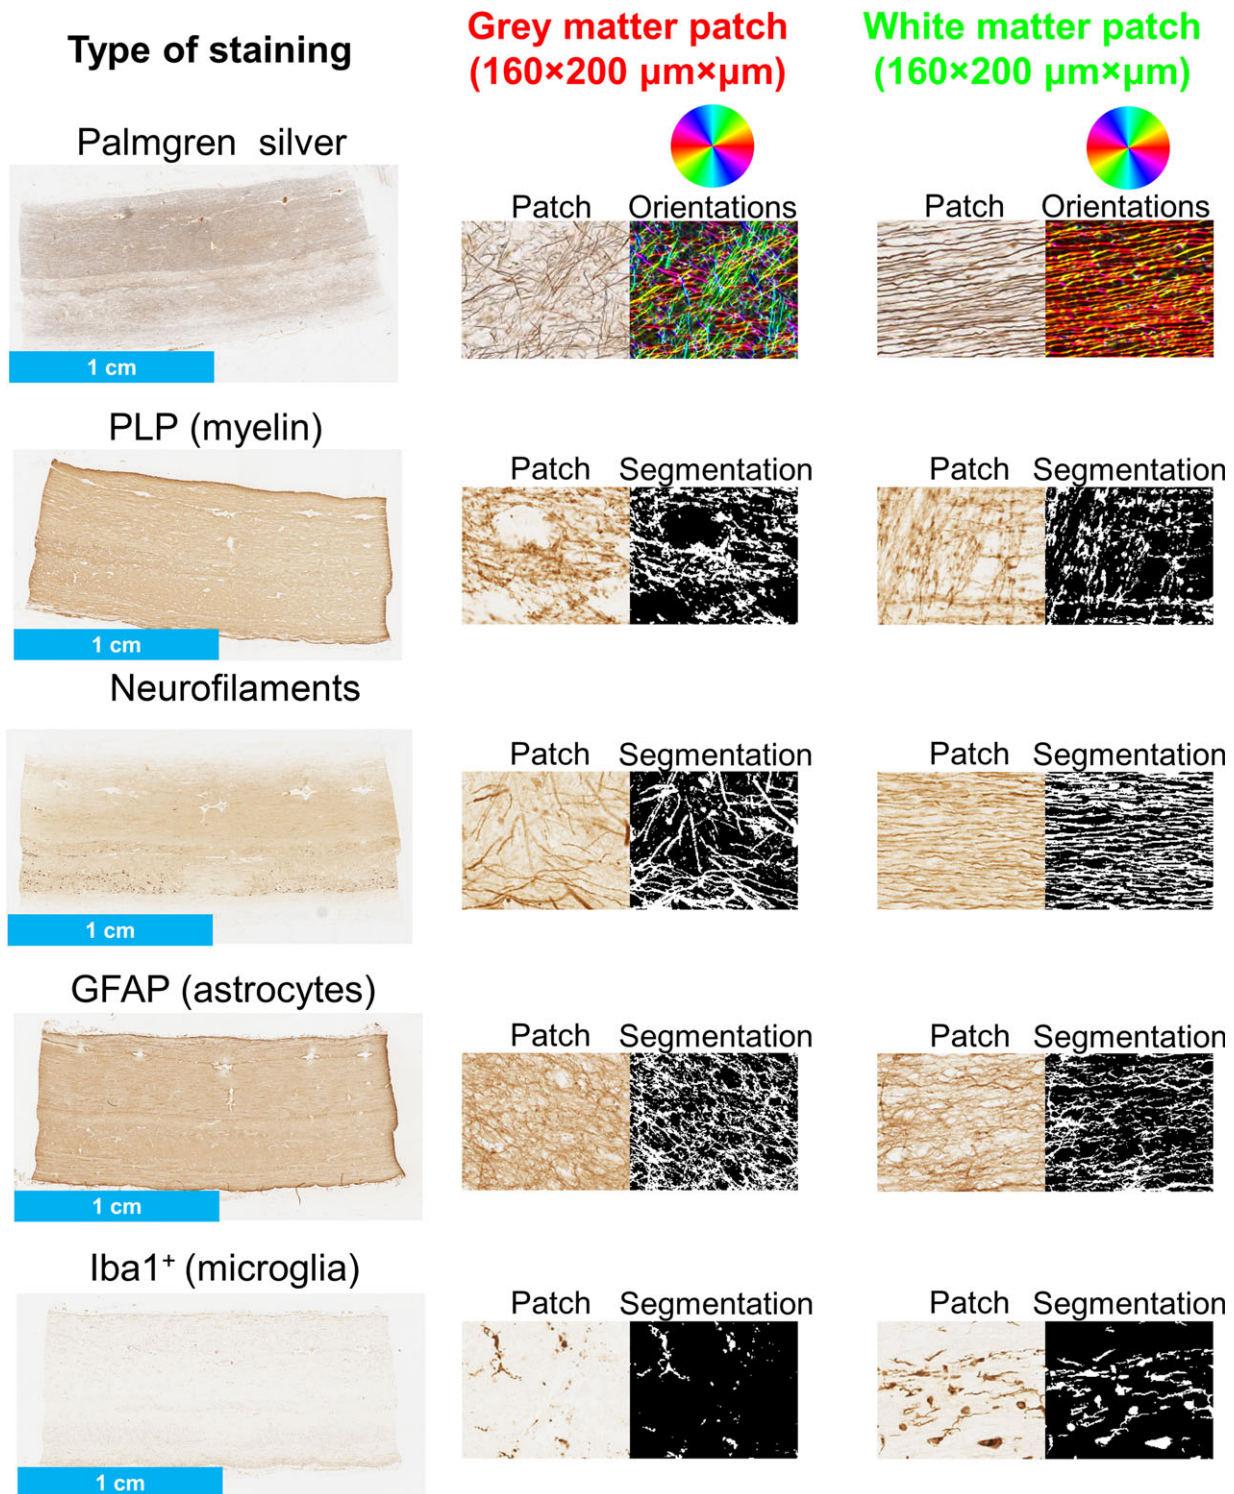 Type of staining
Grey matter patch
(160×200 µm×µm)
White matter patch
(160×200 µm×µm)
Palmgren silver
Patch Orientations
Patch Orientations
1 cm
PLP (myelin)
Patch Segmentation
Patch Segmentation
1 cm
Neurofilaments
Patch Segmentation
Patch Segmentation
1 cm
GFAP (astrocytes)
Patch Segmentation
Patch Segmentation
1 cm
Iba1⁺ (microglia)
Patch Segmentation
Patch Segmentation
1 cm